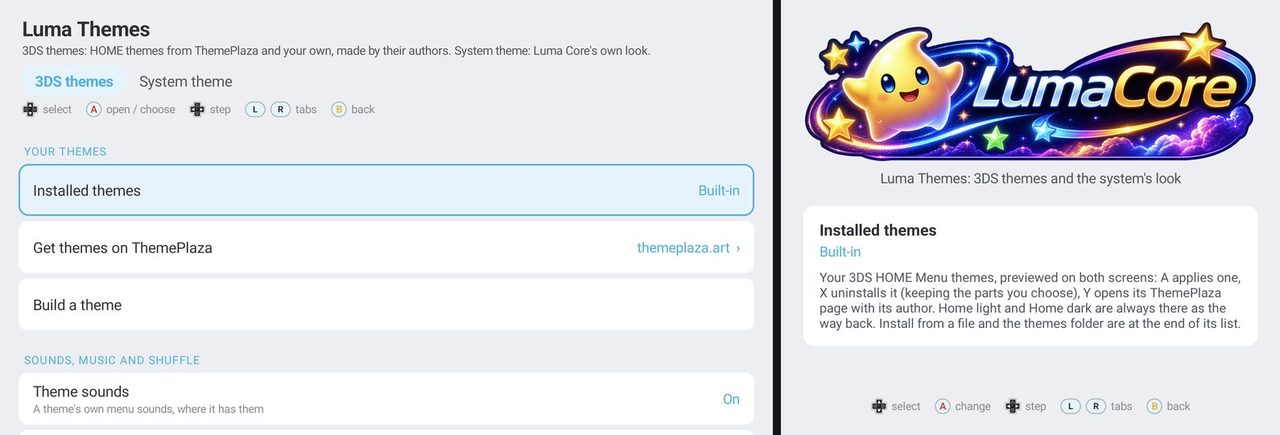 Luma Themes
3DS themes: HOME themes from ThemePlaza and your own, made by their authors. System theme: Luma Core's own look.
3DS themes System theme
select A open / choose step L R tabs B back
YOUR THEMES
Installed themes Built-in
Get themes on ThemePlaza themeplaza.art ›
Build a theme
SOUNDS, MUSIC AND SHUFFLE
Theme sounds On
A theme's own menu sounds, where it has them
LumaCore
Luma Themes: 3DS themes and the system's look
Installed themes
Built-in
Your 3DS HOME Menu themes, previewed on both screens: A applies one,
X uninstalls it (keeping the parts you choose), Y opens its ThemePlaza
page with its author. Home light and Home dark are always there as the
way back. Install from a file and the themes folder are at the end of its list.
select A change step L R tabs B back